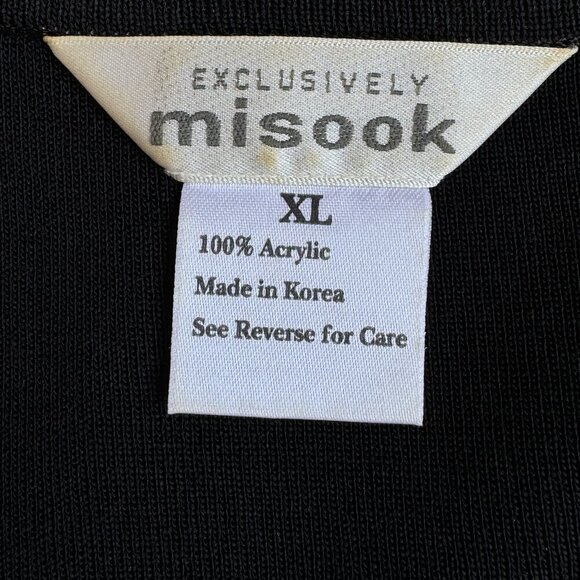 EXCLUSIVELY
misook
XL
100% Acrylic
Made in Korea
See Reverse for Care